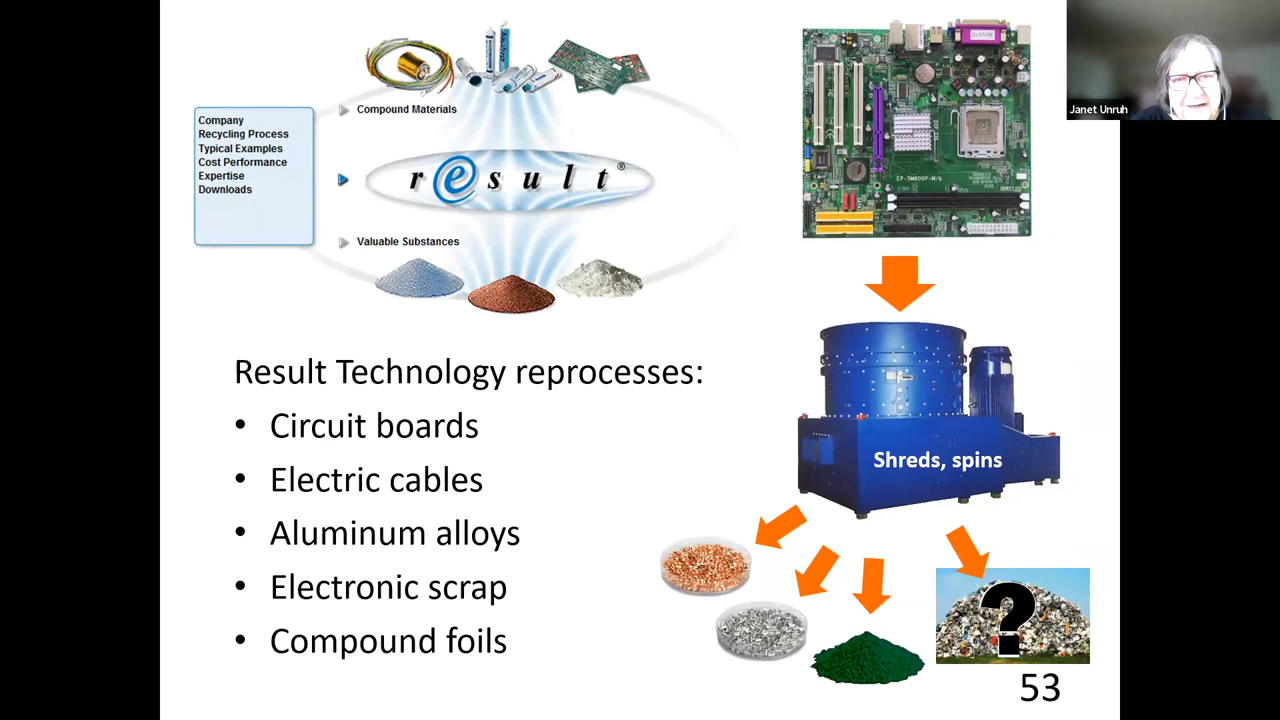 Compound Materials
Company
Recycling Process
Typical Examples
Cost Performance
Expertise
Downloads
result®
Valuable Substances
Janet Unruh
Result Technology reprocesses:
• Circuit boards
• Electric cables
• Aluminum alloys
• Electronic scrap
• Compound foils
Shreds, spins
?
53